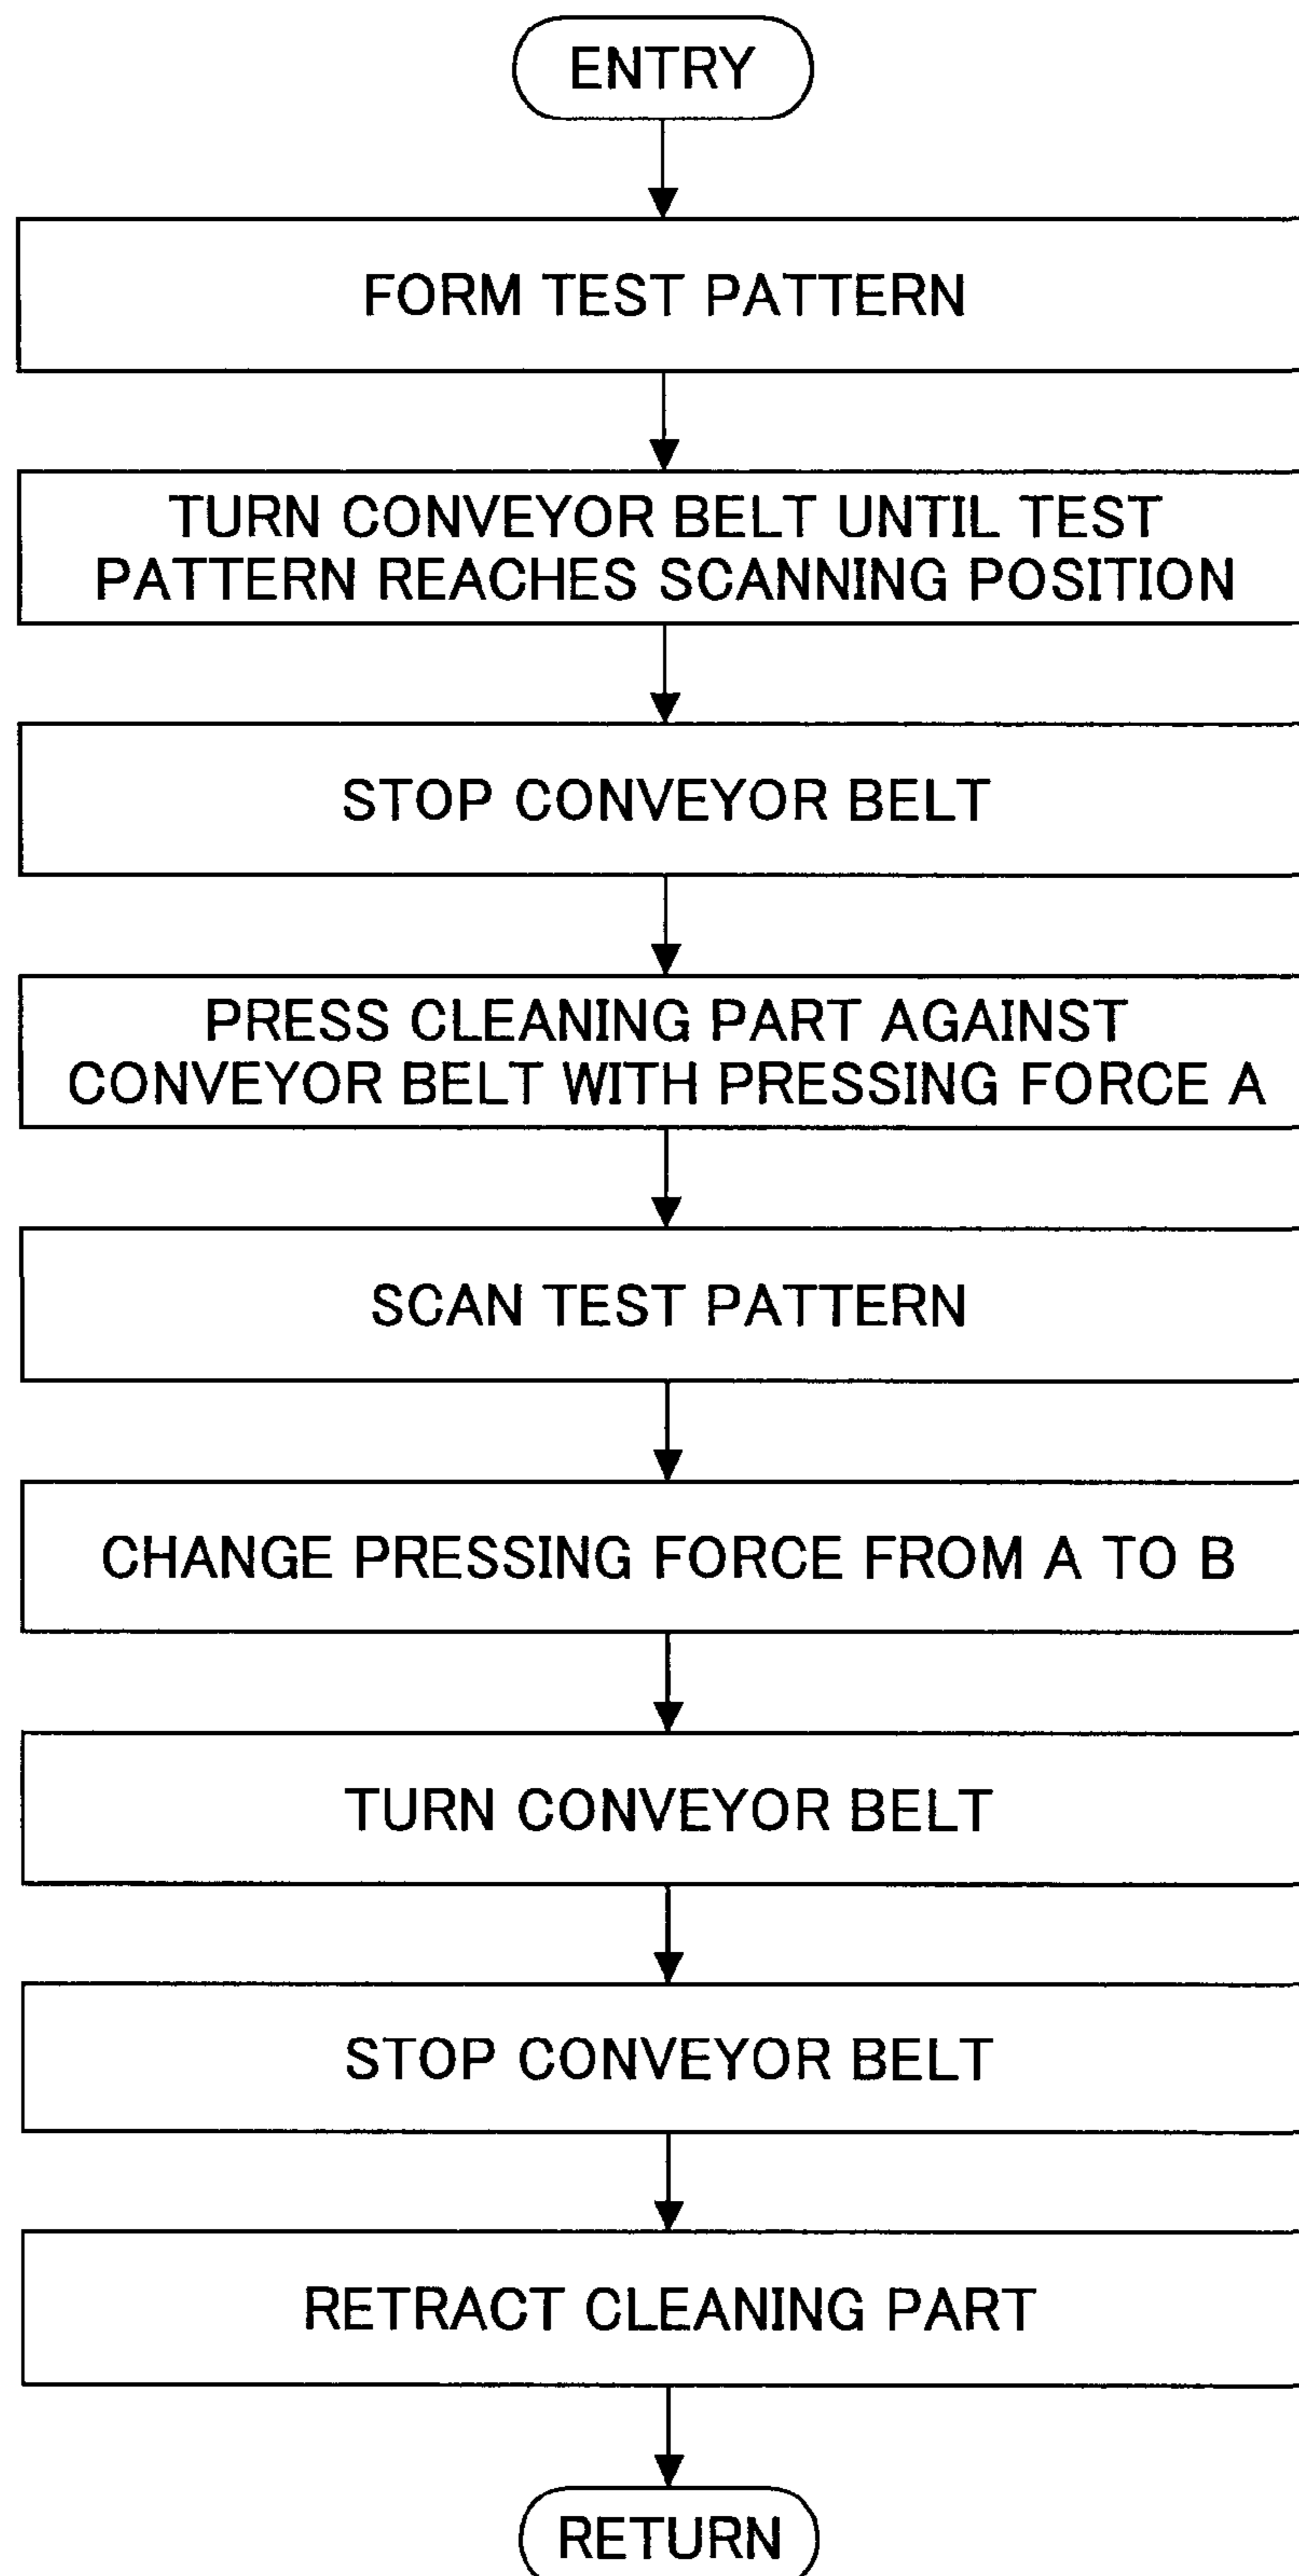 ENTRY
FORM TEST PATTERN
TURN CONVEYOR BELT UNTIL TEST
PATTERN REACHES SCANNING POSITION
STOP CONVEYOR BELT
PRESS CLEANING PART AGAINST
CONVEYOR BELT WITH PRESSING FORCE A
SCAN TEST PATTERN
CHANGE PRESSING FORCE FROM A TO B
TURN CONVEYOR BELT
STOP CONVEYOR BELT
RETRACT CLEANING PART
RETURN